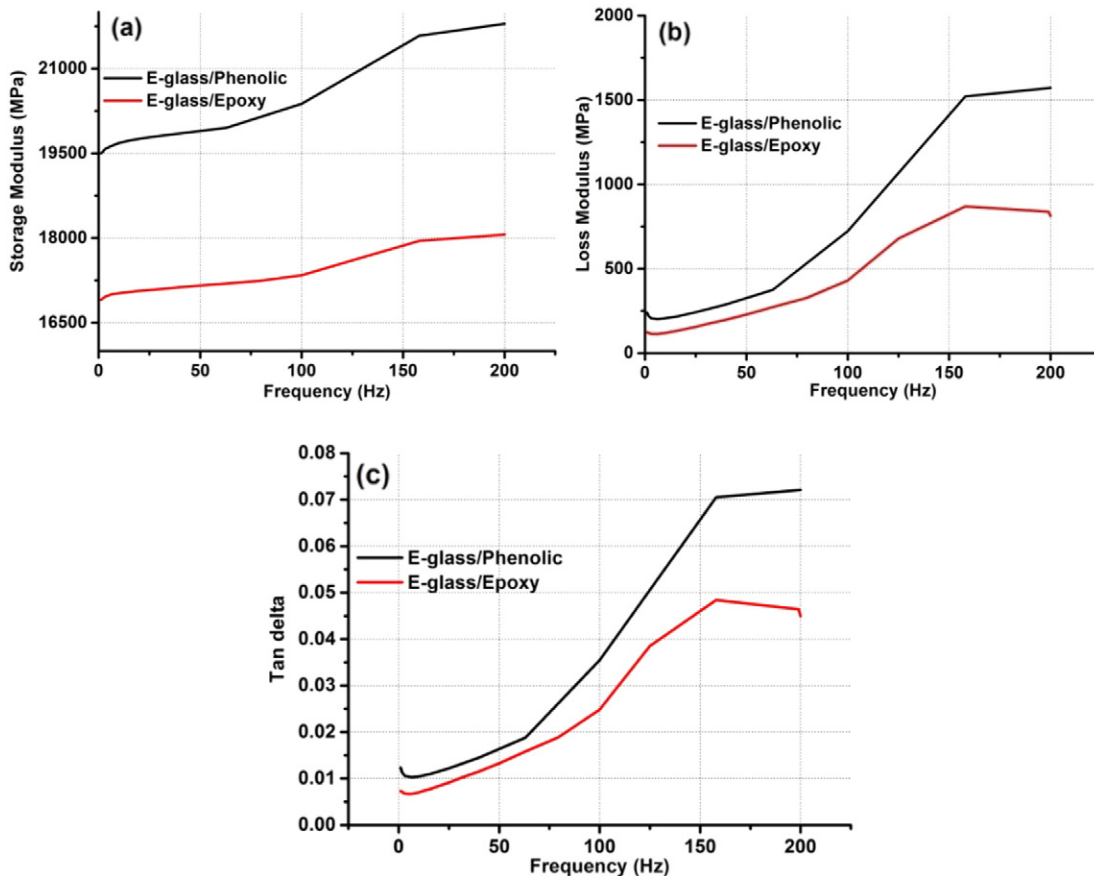 (a)
E-glass/Phenolic
E-glass/Epoxy
Storage Modulus (MPa)
21000
19500
18000
16500
0 50 100 150 200
Frequency (Hz)
(b)
E-glass/Phenolic
E-glass/Epoxy
Loss Modulus (MPa)
2000
1500
1000
500
0
0 50 100 150 200
Frequency (Hz)
(c)
E-glass/Phenolic
E-glass/Epoxy
Tan delta
0.08
0.07
0.06
0.05
0.04
0.03
0.02
0.01
0.00
0 50 100 150 200
Frequency (Hz)